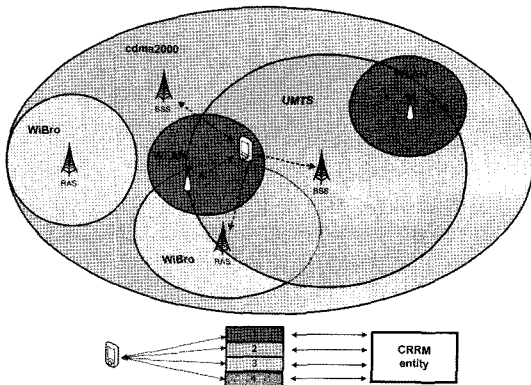 cdma2000
BSS
UMTS
WiBro
RAS
BSS
RAS
WiBro
2
3
CRRM
entity